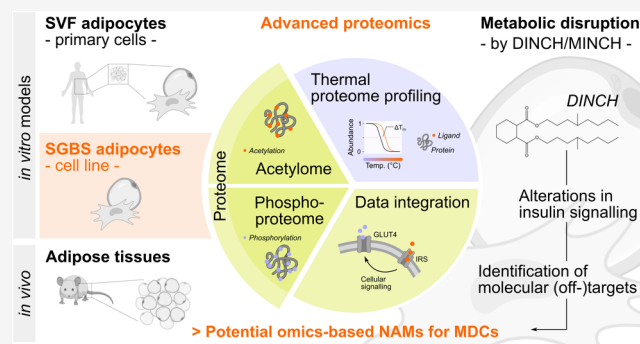 SVF adipocytes
- primary cells -
in vitro models
SGBS adipocytes
- cell line -
in vivo
Adipose tissues
Advanced proteomics
Proteome
Acetylation
Acetylome
Thermal
proteome profiling
Abundance
1
0
ΔTm
Temp. (°C)
Ligand
Protein
Phospho-
proteome
Phosphorylation
Data integration
GLUT4
IRS
Cellular
signalling
Metabolic disruption
- by DINCH/MINCH -
DINCH
O
O
O
O
Alterations in
insulin signalling
Identification of
molecular (off-)targets
> Potential omics-based NAMs for MDCs